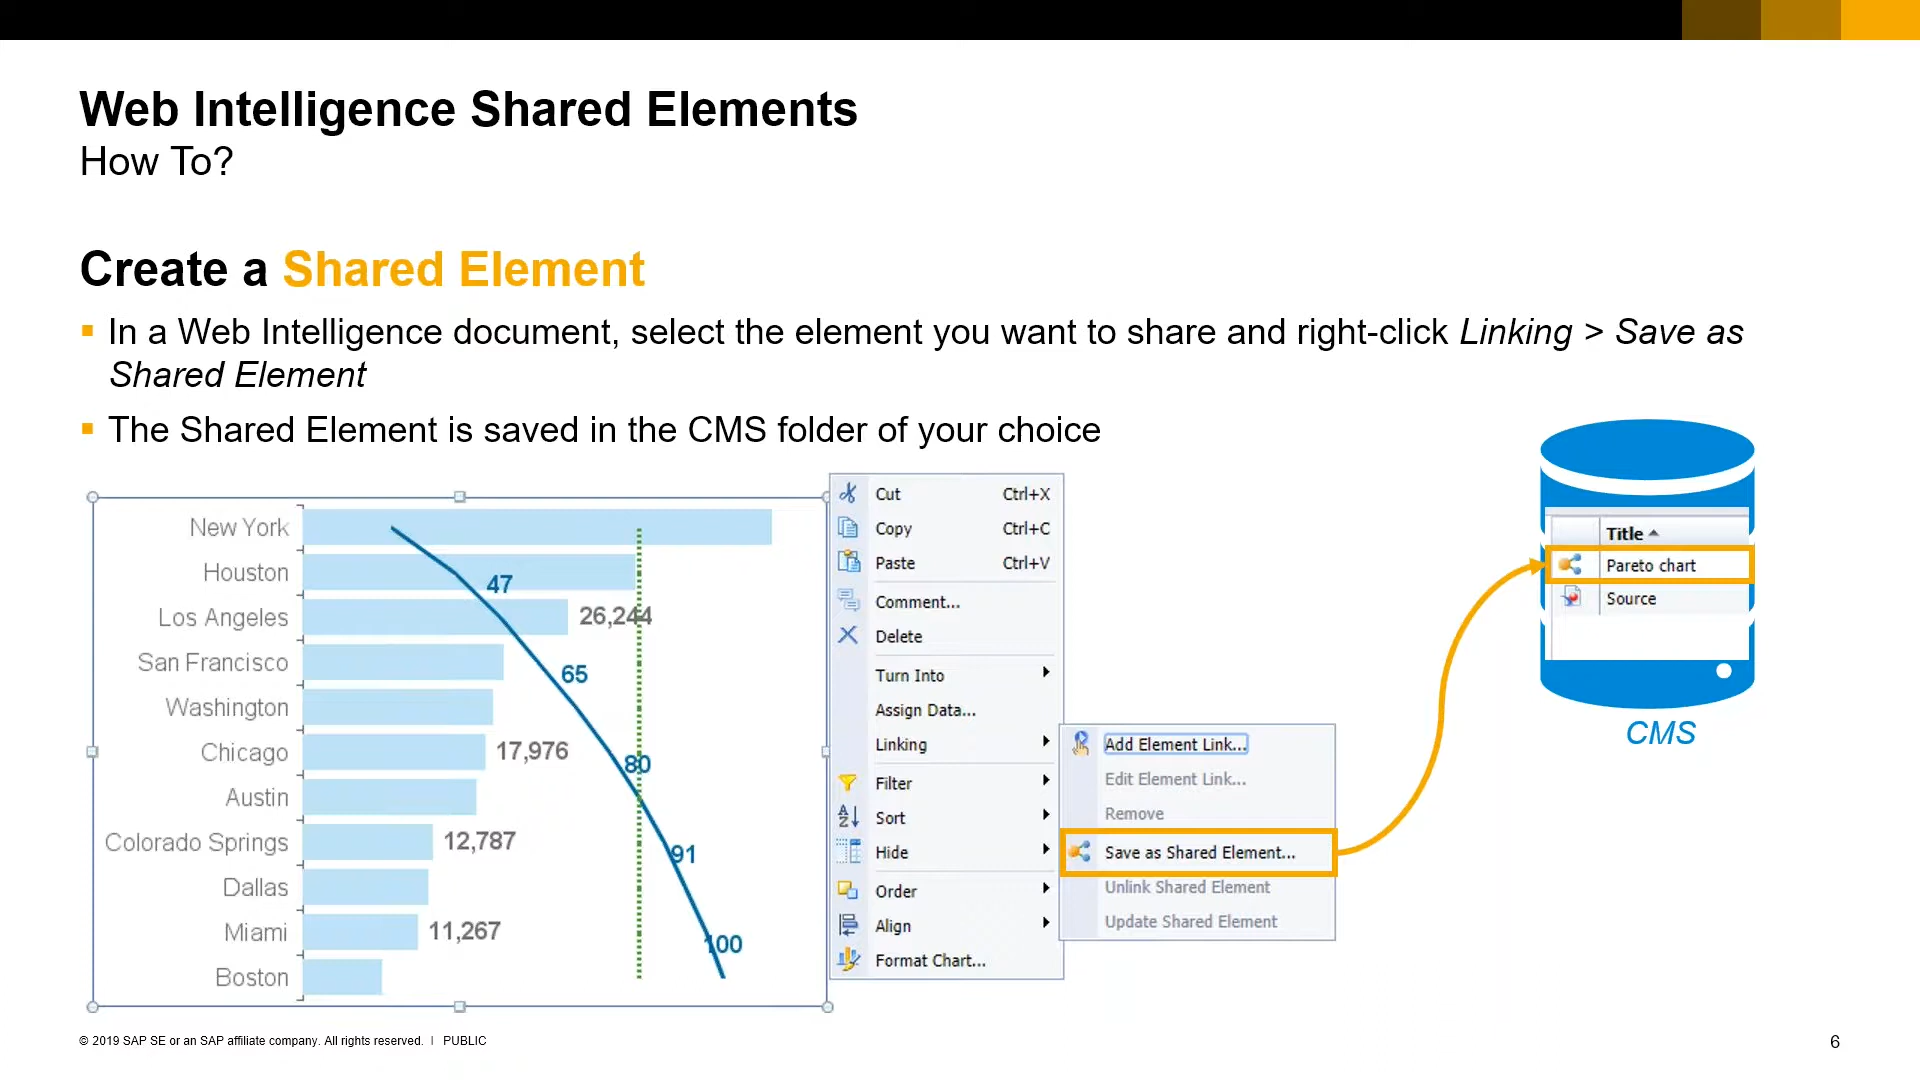 Web Intelligence Shared Elements
How To?
Create a Shared Element
In a Web Intelligence document, select the element you want to share and right-click Linking > Save as
Shared Element
The Shared Element is saved in the CMS folder of your choice
New York
Houston
47
Los Angeles
26,244
San Francisco
65
Washington
Chicago
17,976
80
Austin
Colorado Springs
12,787
91
Dallas
Miami
11,267
100
Boston
Cut Ctrl+X
Copy Ctrl+C
Paste Ctrl+V
Comment...
Delete
Turn Into
Assign Data...
Linking
Filter
Sort
Hide
Order
Align
Format Chart...
Add Element Link...
Edit Element Link...
Remove
Save as Shared Element...
Unlink Shared Element
Update Shared Element
Title
Pareto chart
Source
CMS
© 2019 SAP SE or an SAP affiliate company. All rights reserved. | PUBLIC
6